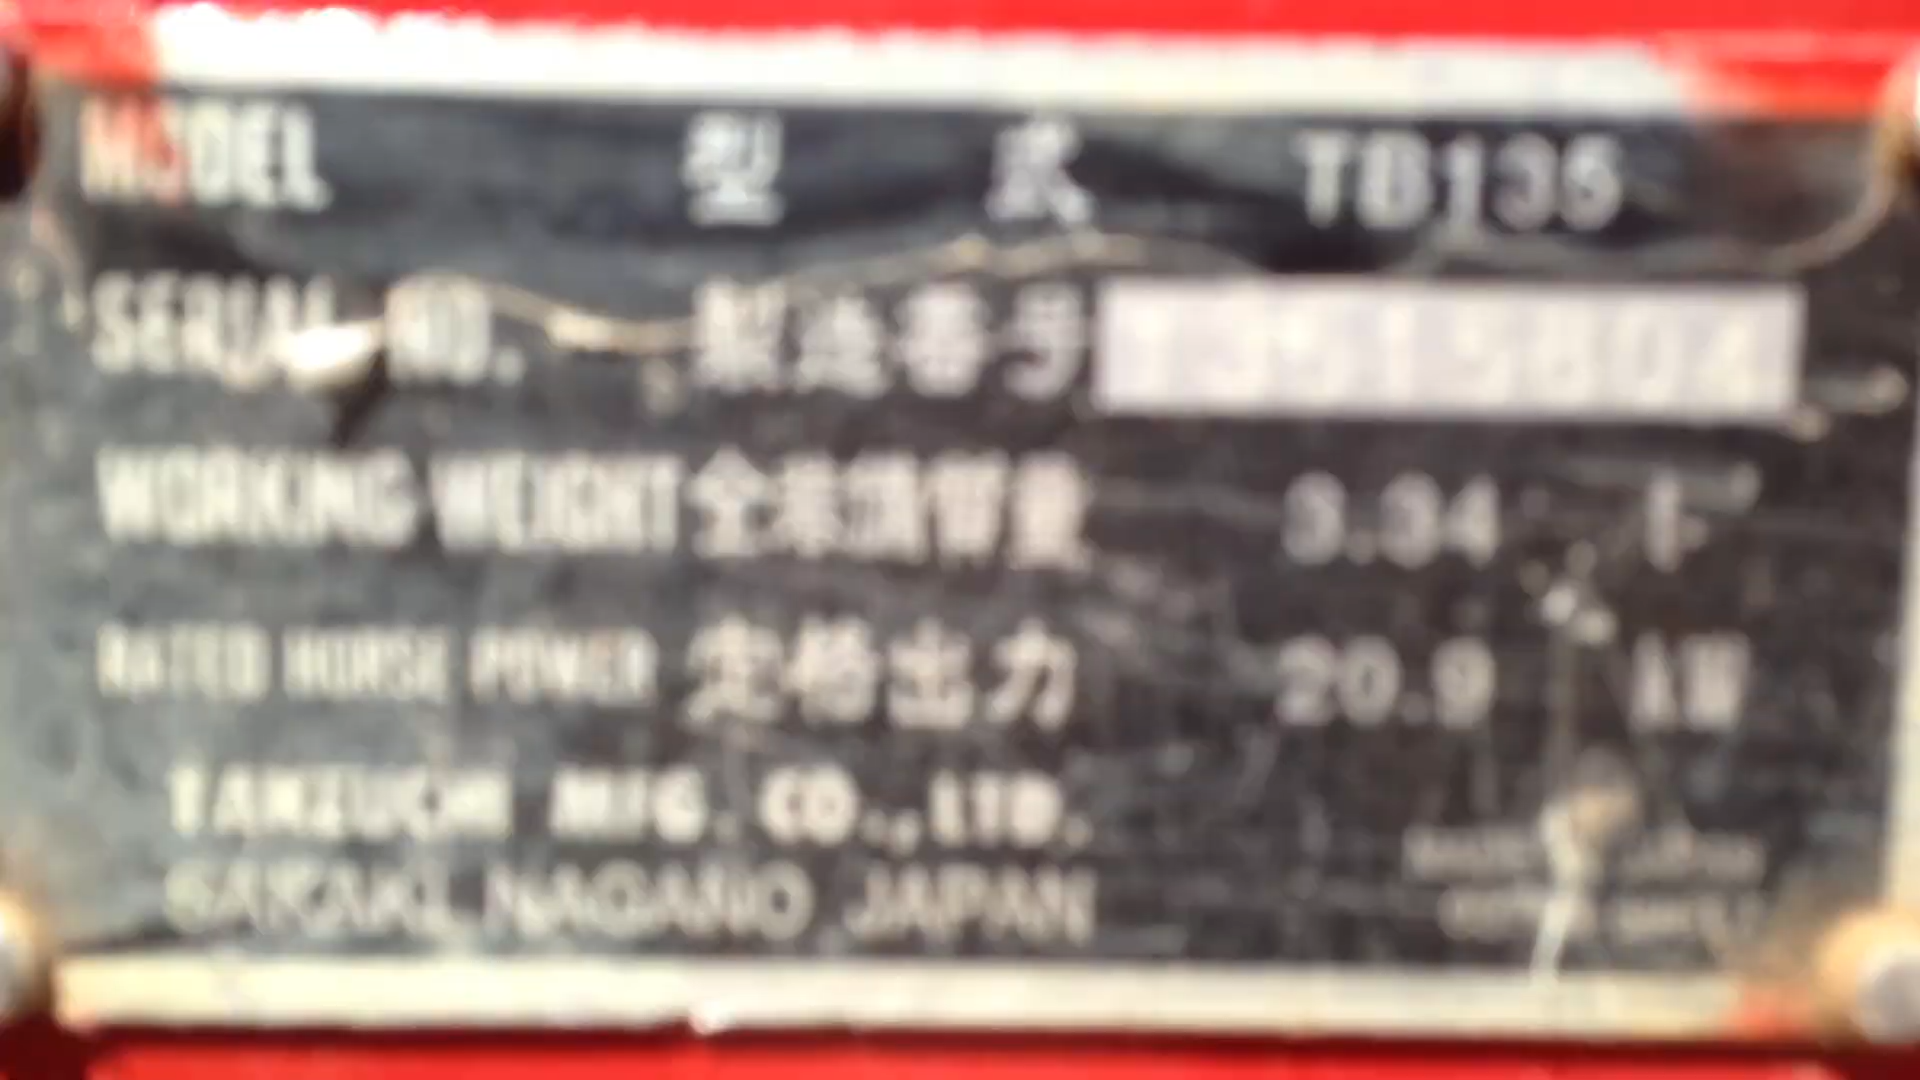 MODEL 型式 TB135
SERIAL NO. 製造番号 13515804
WORKING WEIGHT 全装備質量 3.34 t
RATED HORSE POWER 定格出力 20.9 kW
MFG. CO.,LTD.
SAKAKI, NAGANO JAPAN